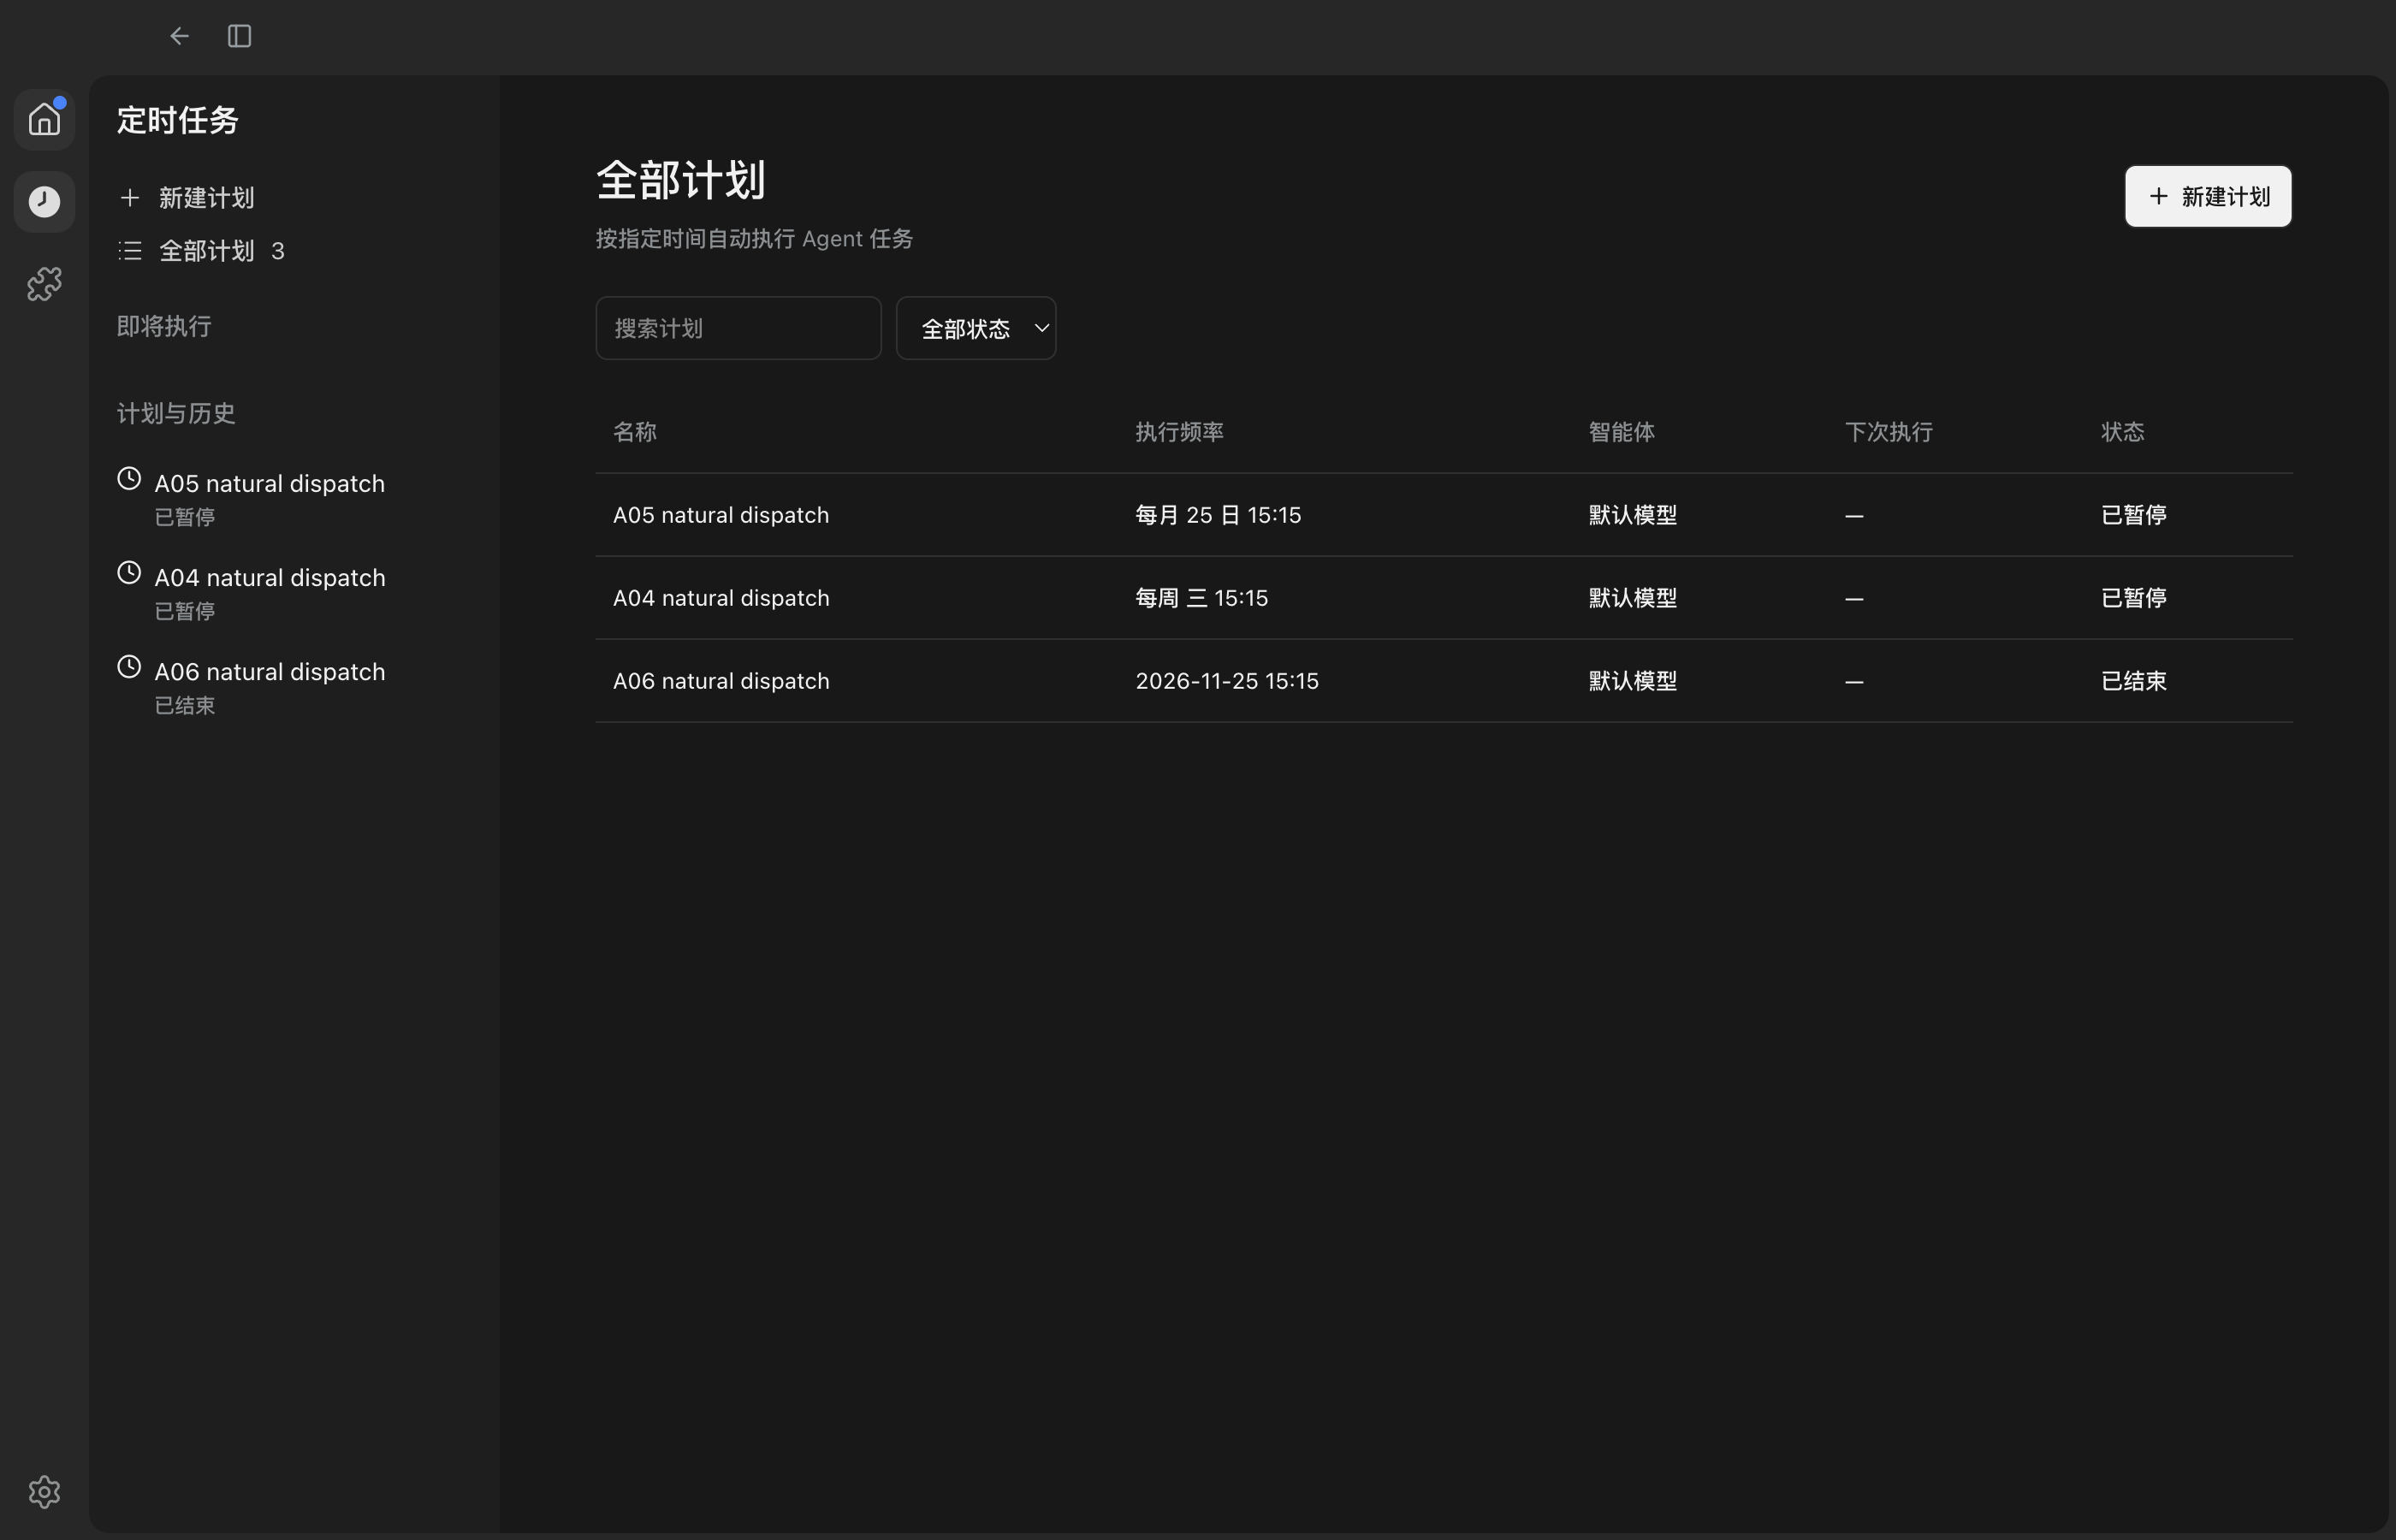 定时任务
新建计划
全部计划 3
即将执行
计划与历史
A05 natural dispatch
已暂停
A04 natural dispatch
已暂停
A06 natural dispatch
已结束
全部计划
按指定时间自动执行 Agent 任务
新建计划
搜索计划
全部状态
名称 执行频率 智能体 下次执行 状态
A05 natural dispatch 每月 25 日 15:15 默认模型 — 已暂停
A04 natural dispatch 每周 三 15:15 默认模型 — 已暂停
A06 natural dispatch 2026-11-25 15:15 默认模型 — 已结束